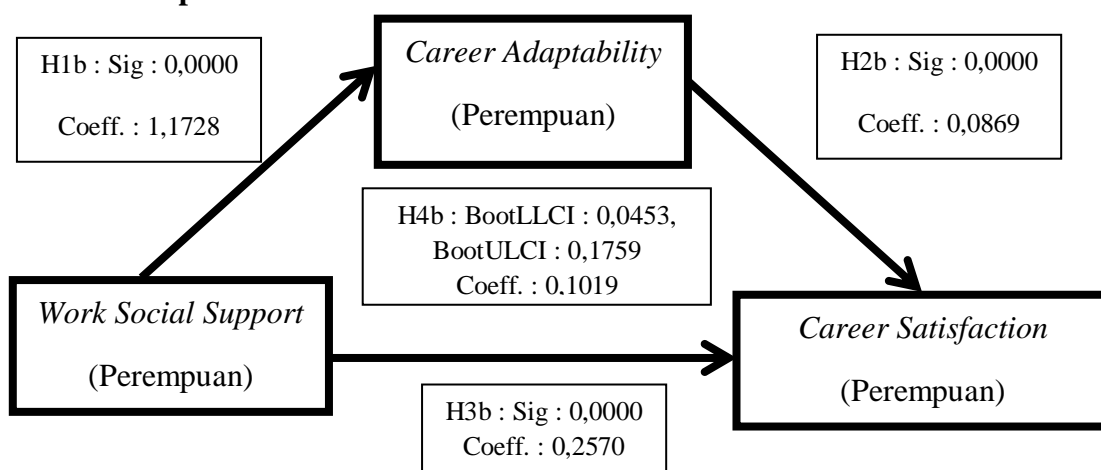 H1b : Sig : 0,0000
Coeff. : 1,1728
Career Adaptability
(Perempuan)
H2b : Sig : 0,0000
Coeff. : 0,0869
H4b : BootLLCI : 0,0453,
BootULCI : 0,1759
Coeff. : 0,1019
Work Social Support
(Perempuan)
Career Satisfaction
(Perempuan)
H3b : Sig : 0,0000
Coeff. : 0,2570